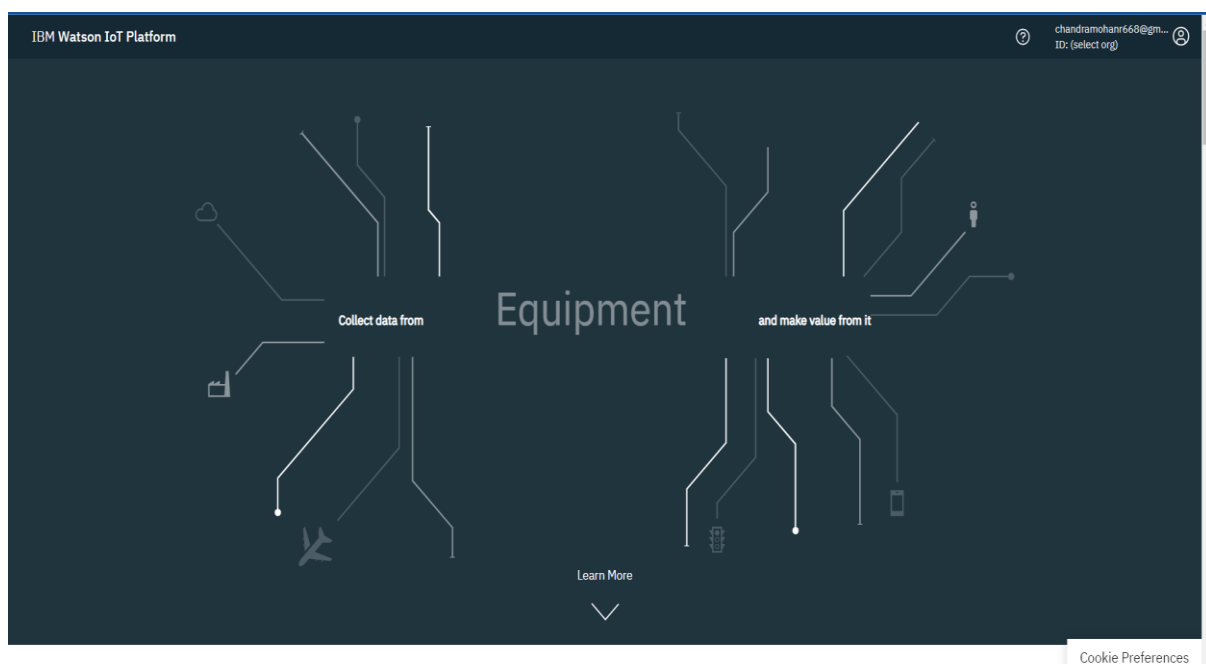 IBM Watson IoT Platform
chandramohanr668@gm...
ID: (select org)
Collect data from
Equipment
and make value from it
Learn More
Cookie Preferences